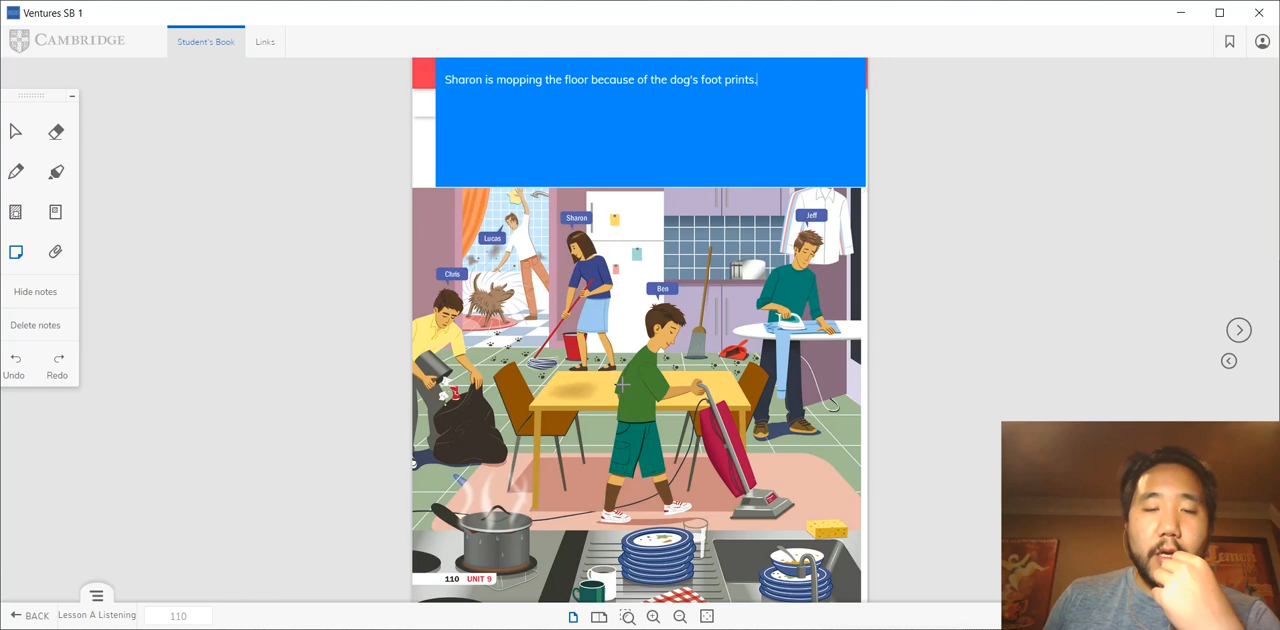 Ventures SB 1
CAMBRIDGE
Student's Book
Links
Sharon is mopping the floor because of the dog's foot prints.
Hide notes
Delete notes
Undo
Redo
Lucas
Sharon
Jeff
Chris
Ben
110 UNIT 9
BACK
Lesson A Listening
110